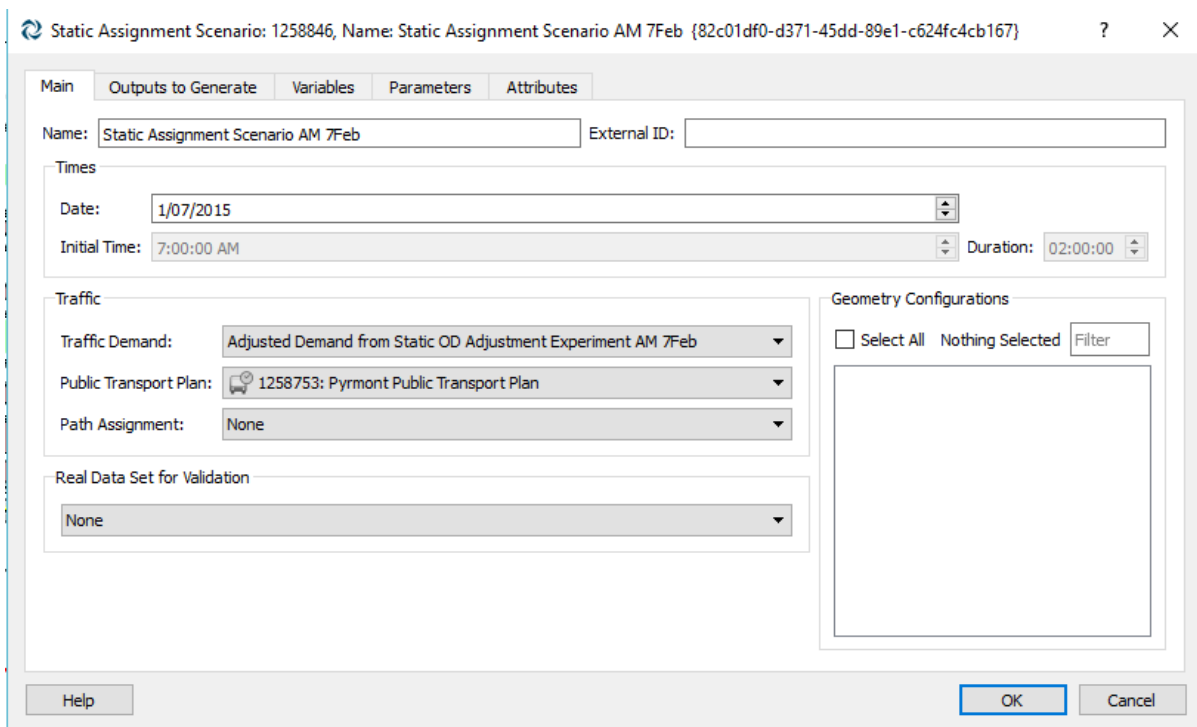 Static Assignment Scenario: 1258846, Name: Static Assignment Scenario AM 7Feb {82c01df0-d371-45dd-89e1-c624fc4cb167} ?
Main Outputs to Generate Variables Parameters Attributes
Name: Static Assignment Scenario AM 7Feb External ID:
Times
Date: 1/07/2015
Initial Time: 7:00:00 AM Duration: 02:00:00
Traffic
Traffic Demand: Adjusted Demand from Static OD Adjustment Experiment AM 7Feb
Public Transport Plan: 1258753: Pyrmont Public Transport Plan
Path Assignment: None
Real Data Set for Validation
None
Geometry Configurations
Select All Nothing Selected Filter
Help OK Cancel